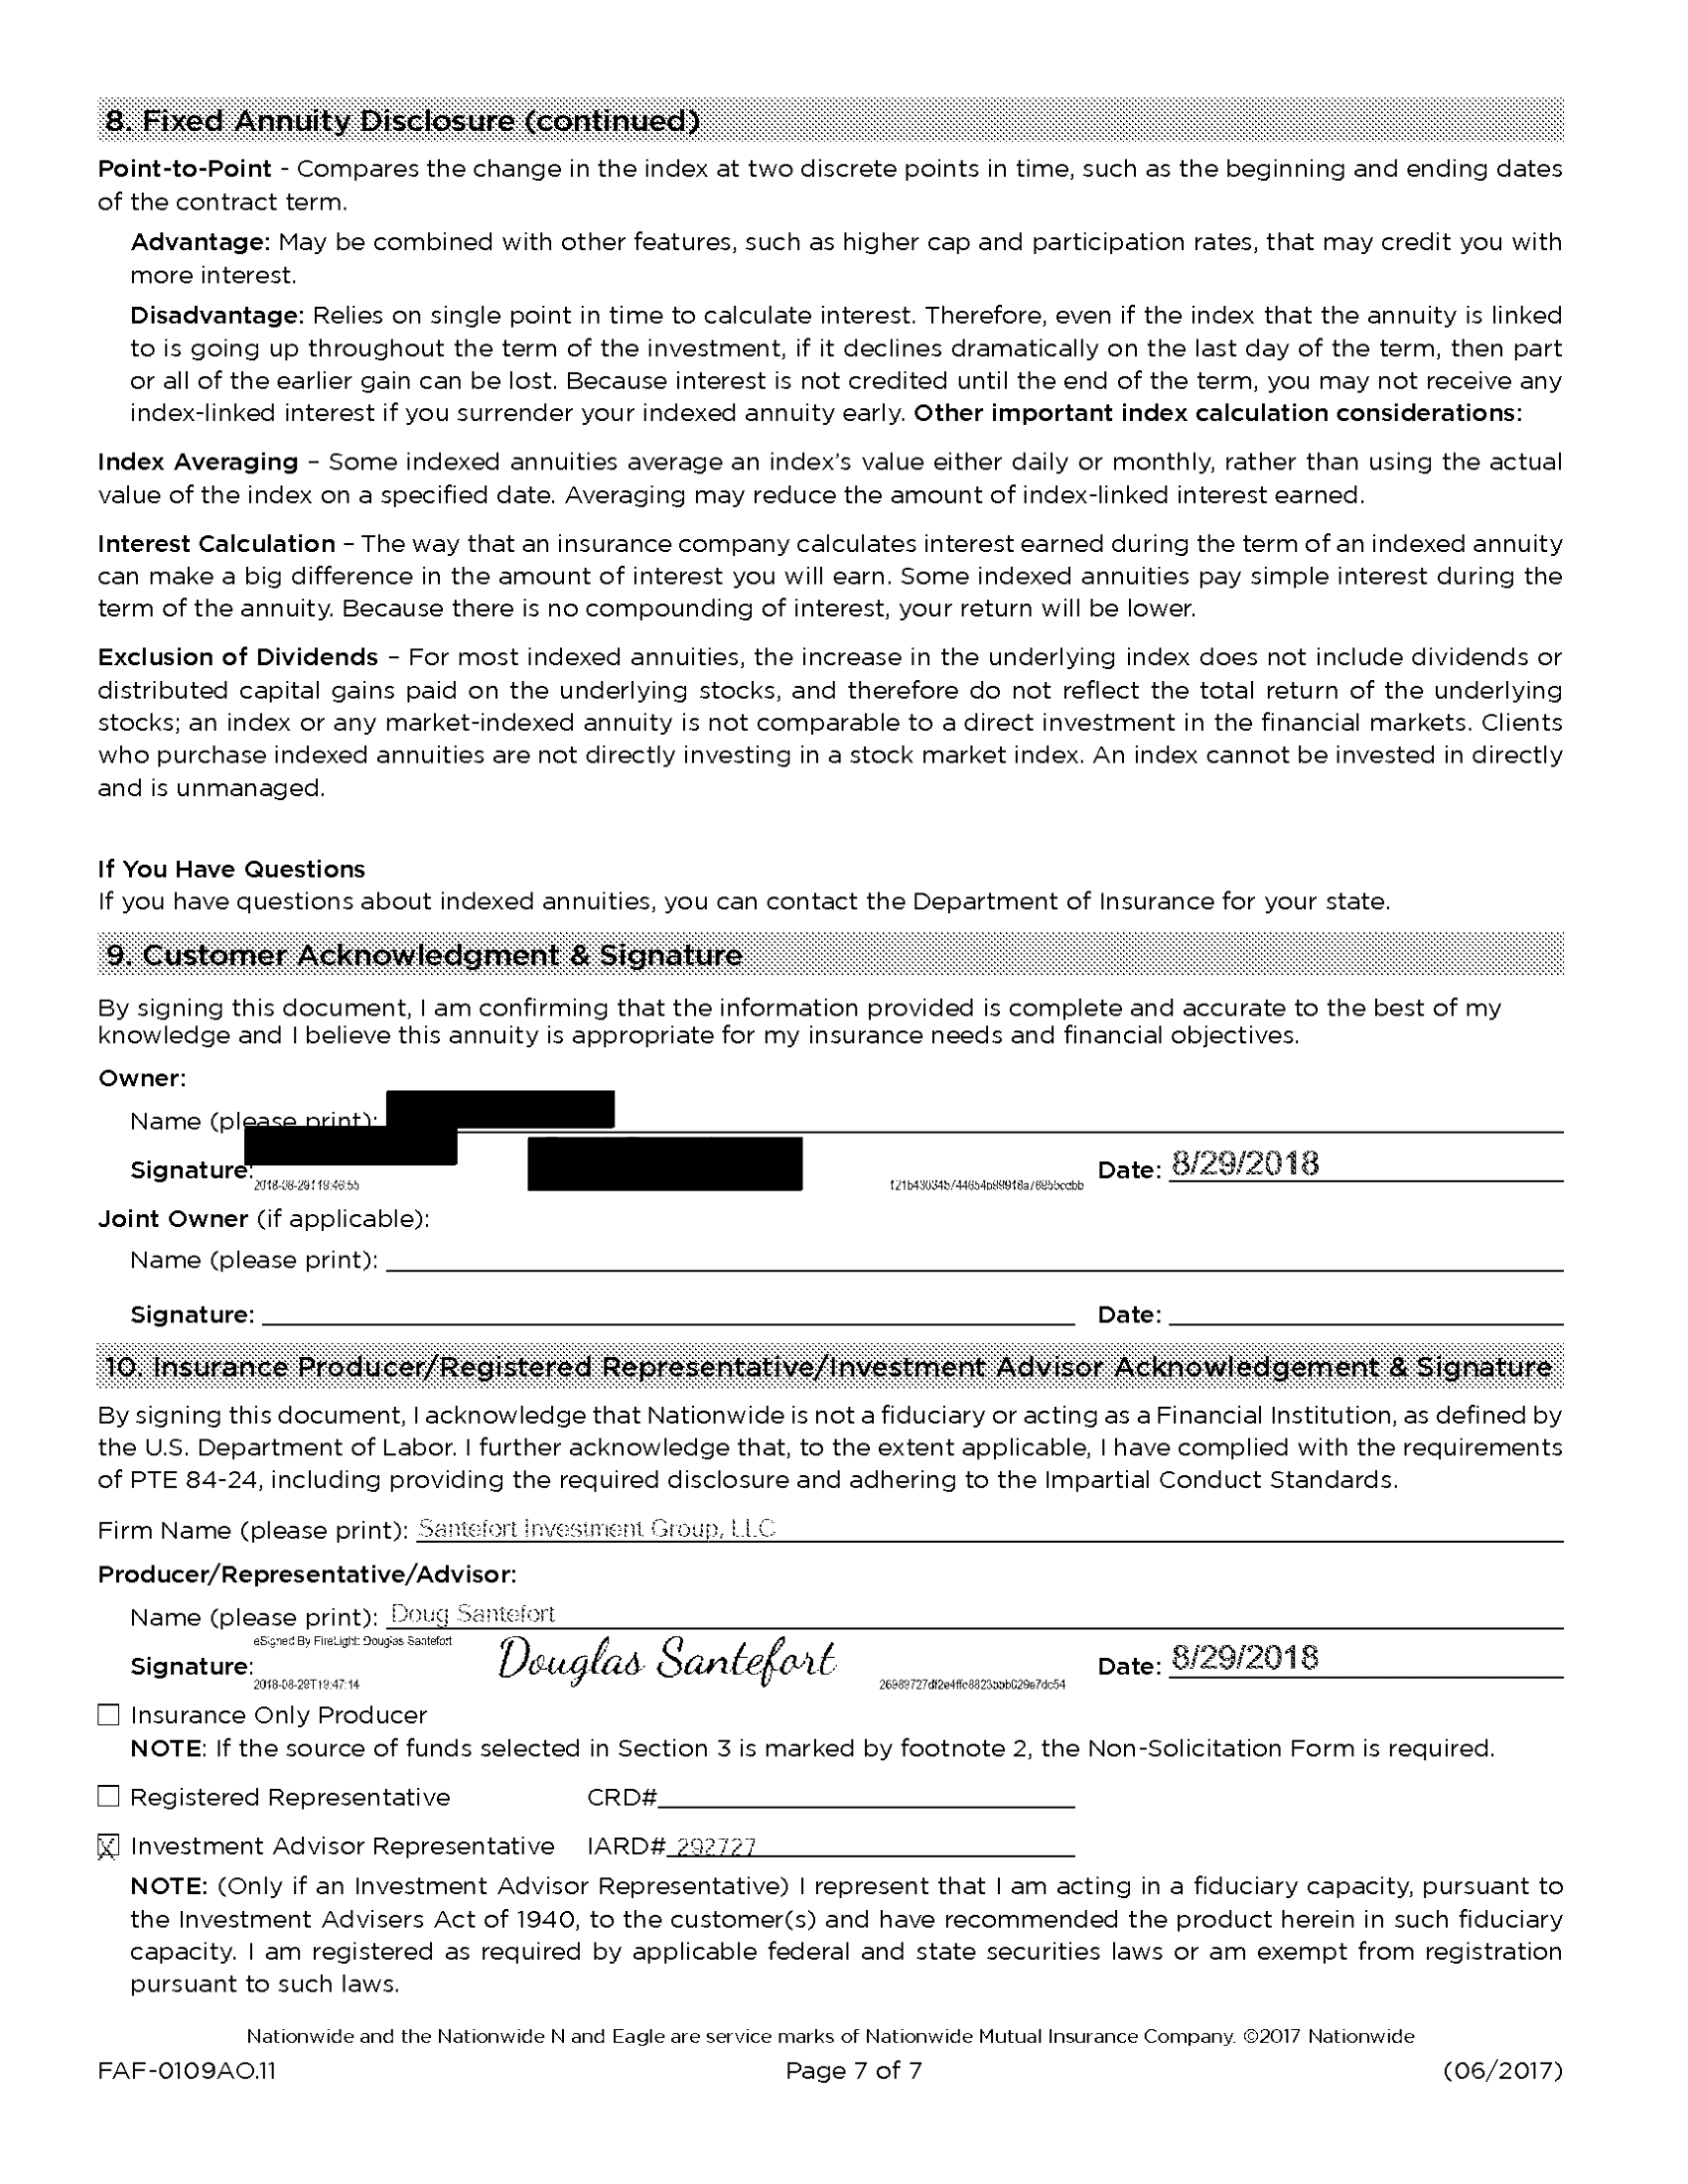 8. Fixed Annuity Disclosure (continued)
Point-to-Point - Compares the change in the index at two discrete points in time, such as the beginning and ending dates
of the contract term.
Advantage: May be combined with other features, such as higher cap and participation rates, that may credit you with
more interest.
Disadvantage: Relies on single point in time to calculate interest. Therefore, even if the index that the annuity is linked
to is going up throughout the term of the investment, if it declines dramatically on the last day of the term, then part
or all of the earlier gain can be lost. Because interest is not credited until the end of the term, you may not receive any
index-linked interest if you surrender your indexed annuity early. Other important index calculation considerations:
Index Averaging – Some indexed annuities average an index's value either daily or monthly, rather than using the actual
value of the index on a specified date. Averaging may reduce the amount of index-linked interest earned.
Interest Calculation – The way that an insurance company calculates interest earned during the term of an indexed annuity
can make a big difference in the amount of interest you will earn. Some indexed annuities pay simple interest during the
term of the annuity. Because there is no compounding of interest, your return will be lower.
Exclusion of Dividends – For most indexed annuities, the increase in the underlying index does not include dividends or
distributed capital gains paid on the underlying stocks, and therefore do not reflect the total return of the underlying
stocks; an index or any market-indexed annuity is not comparable to a direct investment in the financial markets. Clients
who purchase indexed annuities are not directly investing in a stock market index. An index cannot be invested in directly
and is unmanaged.
If You Have Questions
If you have questions about indexed annuities, you can contact the Department of Insurance for your state.
9. Customer Acknowledgment & Signature
By signing this document, I am confirming that the information provided is complete and accurate to the best of my
knowledge and I believe this annuity is appropriate for my insurance needs and financial objectives.
Owner:
Name (please print):
Signature: Date: 8/29/2018
Joint Owner (if applicable):
Name (please print):
Signature: Date:
10. Insurance Producer/Registered Representative/Investment Advisor Acknowledgement & Signature
By signing this document, I acknowledge that Nationwide is not a fiduciary or acting as a Financial Institution, as defined by
the U.S. Department of Labor. I further acknowledge that, to the extent applicable, I have complied with the requirements
of PTE 84-24, including providing the required disclosure and adhering to the Impartial Conduct Standards.
Firm Name (please print): Santefort Investment Group, LLC
Producer/Representative/Advisor:
Name (please print): Doug Santefort
eSigned By FireLight: Douglas Santefort
Signature: Douglas Santefort Date: 8/29/2018
2018-08-29T19:47:14
Insurance Only Producer
NOTE: If the source of funds selected in Section 3 is marked by footnote 2, the Non-Solicitation Form is required.
Registered Representative CRD#
X Investment Advisor Representative IARD# 292727
NOTE: (Only if an Investment Advisor Representative) I represent that I am acting in a fiduciary capacity, pursuant to
the Investment Advisers Act of 1940, to the customer(s) and have recommended the product herein in such fiduciary
capacity. I am registered as required by applicable federal and state securities laws or am exempt from registration
pursuant to such laws.
Nationwide and the Nationwide N and Eagle are service marks of Nationwide Mutual Insurance Company. ©2017 Nationwide
FAF-0109AO.11 Page 7 of 7 (06/2017)